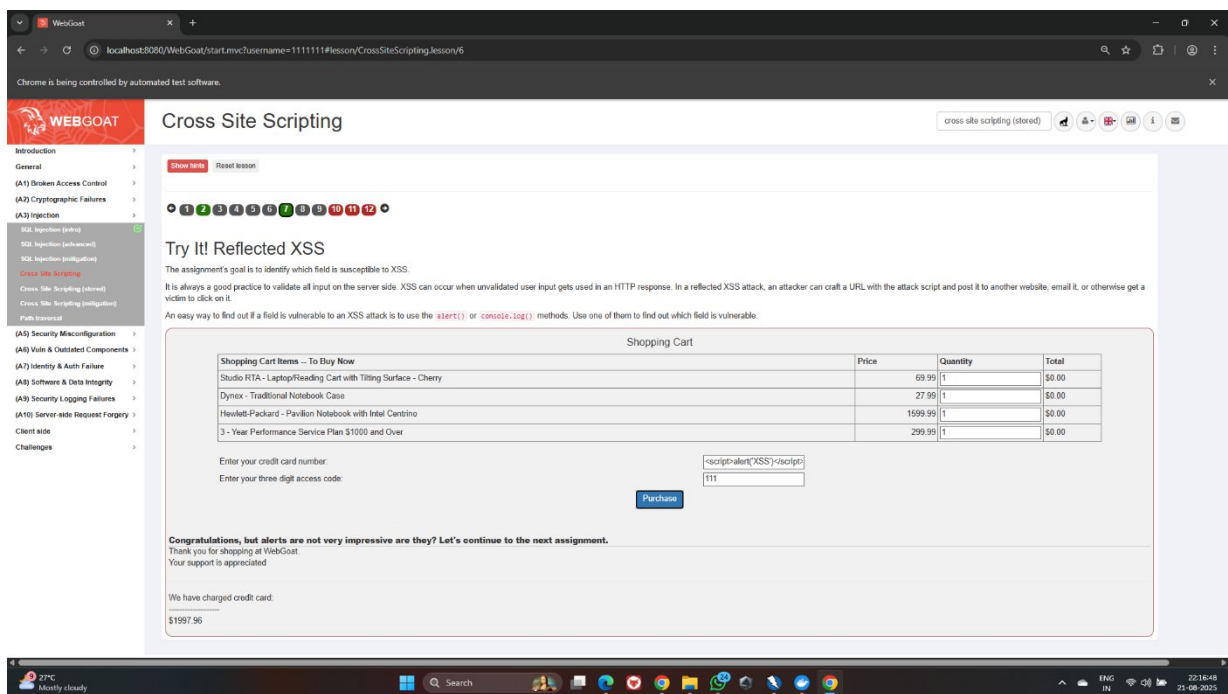 WebGoat
localhost:8080/WebGoat/start.mvc?username=1111111#lesson/CrossSiteScripting.lesson/6
Chrome is being controlled by automated test software.
WEBGOAT
Cross Site Scripting
cross site scripting (stored)
Introduction
General
(A1) Broken Access Control
(A2) Cryptographic Failures
(A3) Injection
SQL Injection (intro)
SQL Injection (advanced)
SQL Injection (mitigation)
Cross Site Scripting
Cross Site Scripting (stored)
Cross Site Scripting (mitigation)
Path traversal
(A5) Security Misconfiguration
(A6) Vuln & Outdated Components
(A7) Identity & Auth Failure
(A8) Software & Data Integrity
(A9) Security Logging Failures
(A10) Server-side Request Forgery
Client side
Challenges
Show hints Reset lesson
1 2 3 4 5 6 7 8 9 10 11 12
Try It! Reflected XSS
The assignment's goal is to identify which field is susceptible to XSS.
It is always a good practice to validate all input on the server side. XSS can occur when unvalidated user input gets used in an HTTP response. In a reflected XSS attack, an attacker can craft a URL with the attack script and post it to another website, email it, or otherwise get a
victim to click on it.
An easy way to find out if a field is vulnerable to an XSS attack is to use the alert() or console.log() methods. Use one of them to find out which field is vulnerable.
Shopping Cart
Shopping Cart Items -- To Buy Now Price Quantity Total
Studio RTA - Laptop/Reading Cart with Tilting Surface - Cherry 69.99 1 $0.00
Dynex - Traditional Notebook Case 27.99 1 $0.00
Hewlett-Packard - Pavilion Notebook with Intel Centrino 1599.99 1 $0.00
3 - Year Performance Service Plan $1000 and Over 299.99 1 $0.00
Enter your credit card number: <script>alert('XSS')</script>
Enter your three digit access code: 111
Purchase
Congratulations, but alerts are not very impressive are they? Let's continue to the next assignment.
Thank you for shopping at WebGoat.
Your support is appreciated
We have charged credit card:
-------------------
$1997.96
9
27°C
Mostly cloudy
Search
ENG
IN
22:16:48
21-08-2025